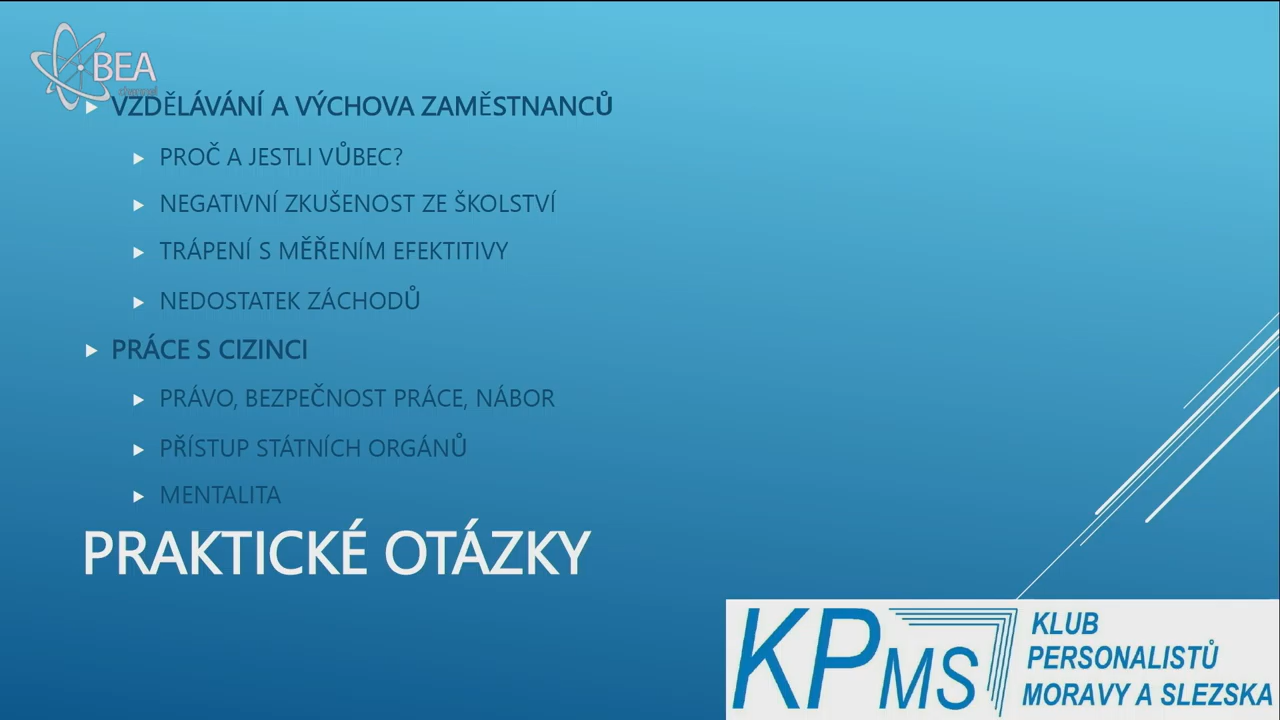 BEA
channel
VZDĚLÁVÁNÍ A VÝCHOVA ZAMĚSTNANCŮ
PROČ A JESTLI VŮBEC?
NEGATIVNÍ ZKUŠENOST ZE ŠKOLSTVÍ
TRÁPENÍ S MĚŘENÍM EFEKTITIVY
NEDOSTATEK ZÁCHODŮ
PRÁCE S CIZINCI
PRÁVO, BEZPEČNOST PRÁCE, NÁBOR
PŘÍSTUP STÁTNÍCH ORGÁNŮ
MENTALITA
PRAKTICKÉ OTÁZKY
KPMS
KLUB
PERSONALISTŮ
MORAVY A SLEZSKA